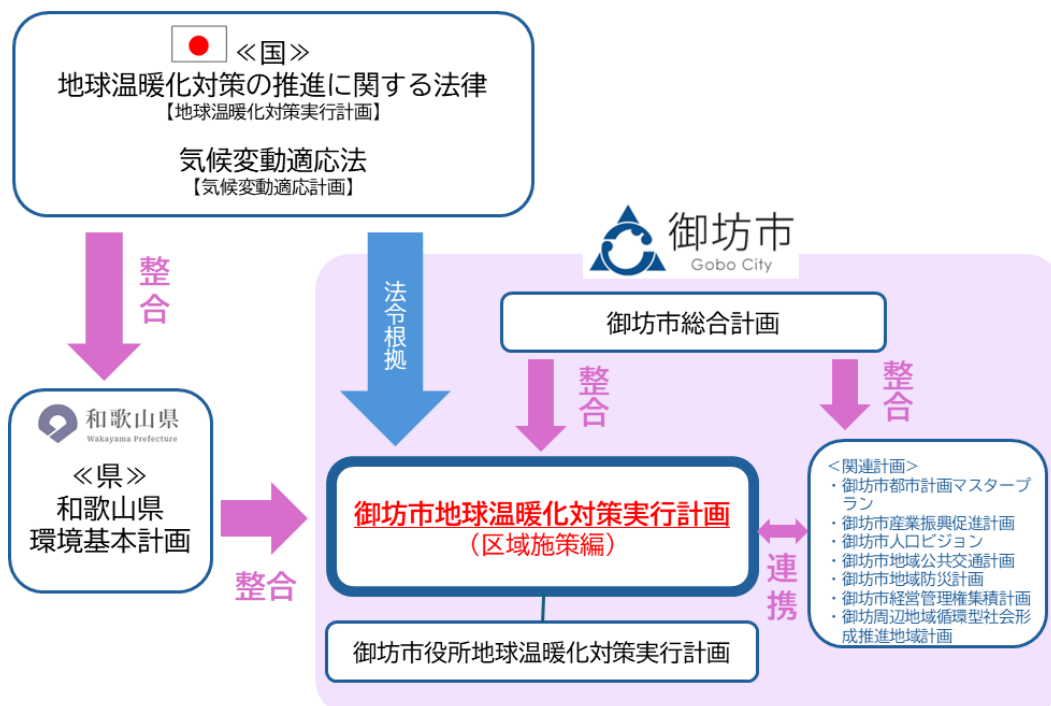 ≪国≫
地球温暖化対策の推進に関する法律
【地球温暖化対策実行計画】
気候変動適応法
【気候変動適応計画】
整合
法令根拠
御坊市
Gobo City
御坊市総合計画
整合
整合
和歌山県
Wakayama Prefecture
≪県≫
和歌山県
環境基本計画
整合
御坊市地球温暖化対策実行計画
（区域施策編）
連携
＜関連計画＞
・御坊市都市計画マスタープ
ラン
・御坊市産業振興促進計画
・御坊市人口ビジョン
・御坊市地域公共交通計画
・御坊市地域防災計画
・御坊市経営管理権集積計画
・御坊周辺地域循環型社会形
成推進地域計画
御坊市役所地球温暖化対策実行計画